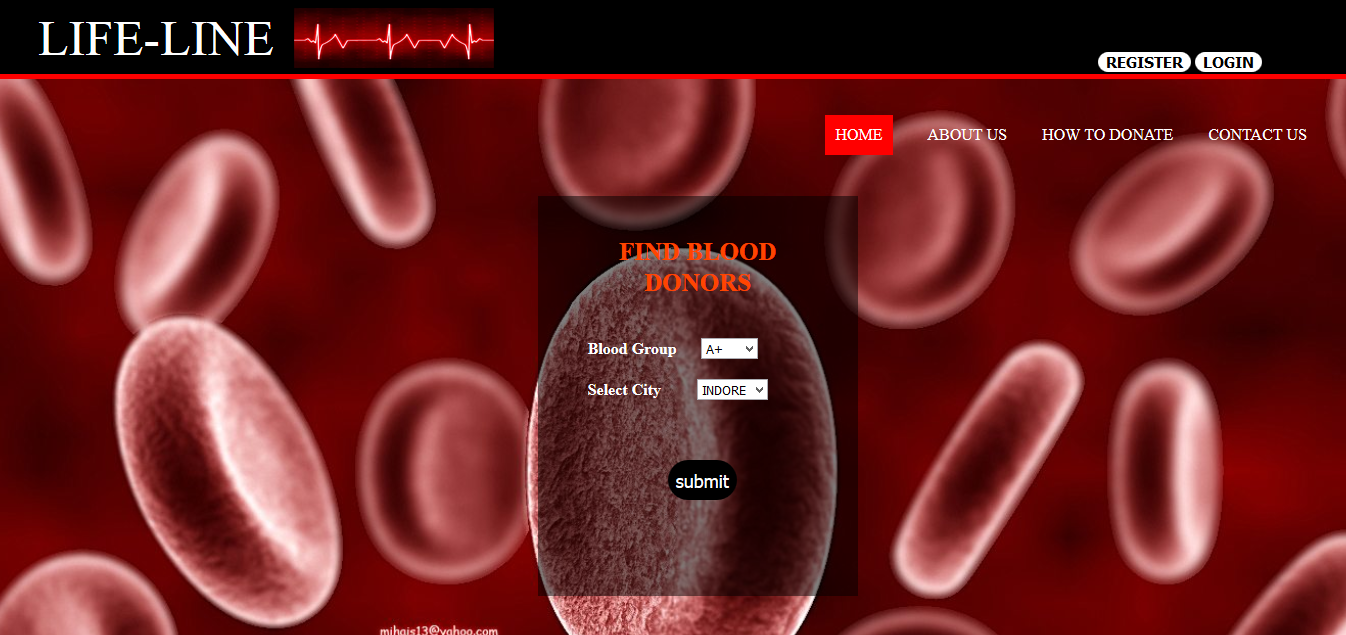 LIFE-LINE
REGISTER LOGIN
HOME ABOUT US HOW TO DONATE CONTACT US
FIND BLOOD
DONORS
Blood Group A+
Select City INDORE
submit
mihais13@yahoo.com